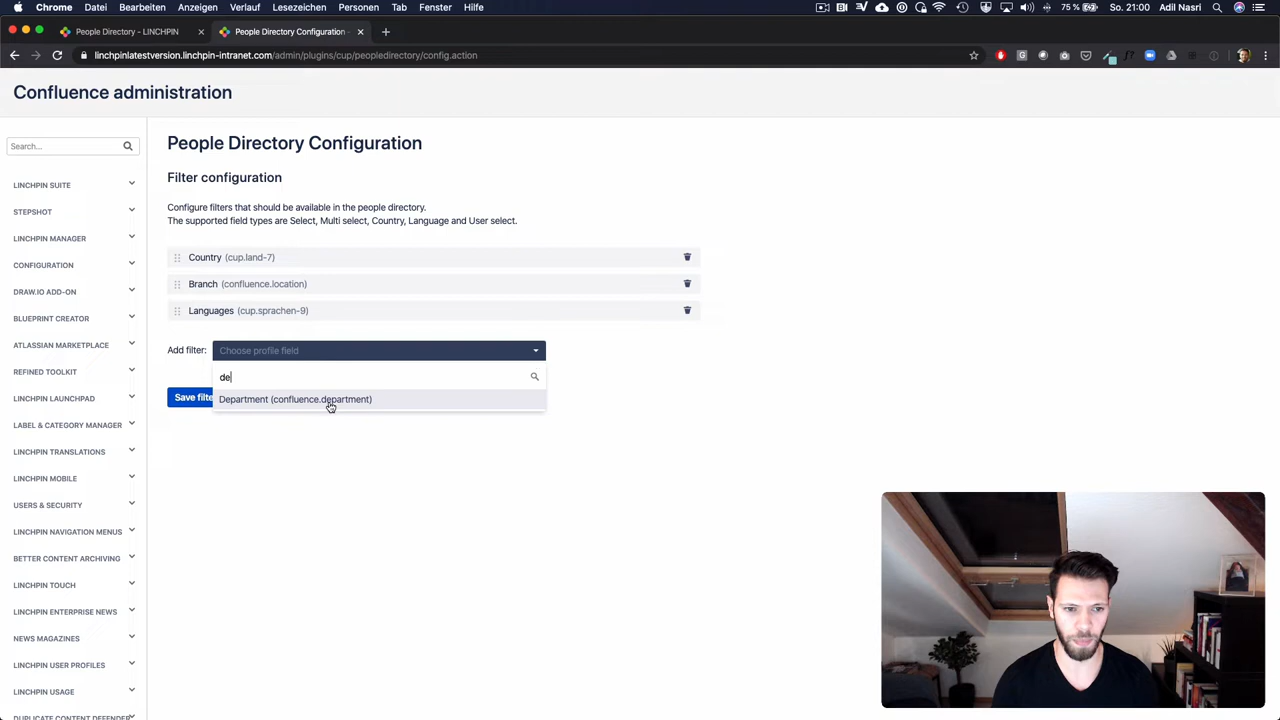 Chrome Datei Bearbeiten Anzeigen Verlauf Lesezeichen Personen Tab Fenster Hilfe 75 % So. 21:00 Adil Nasri
People Directory - LINCHPIN
People Directory Configuration -
linchpinlatestversion.linchpin-intranet.com/admin/plugins/cup/peopledirectory/config.action
Confluence administration
Search...
LINCHPIN SUITE
STEPSHOT
LINCHPIN MANAGER
CONFIGURATION
DRAW.IO ADD-ON
BLUEPRINT CREATOR
ATLASSIAN MARKETPLACE
REFINED TOOLKIT
LINCHPIN LAUNCHPAD
LABEL & CATEGORY MANAGER
LINCHPIN TRANSLATIONS
LINCHPIN MOBILE
USERS & SECURITY
LINCHPIN NAVIGATION MENUS
BETTER CONTENT ARCHIVING
LINCHPIN TOUCH
LINCHPIN ENTERPRISE NEWS
NEWS MAGAZINES
LINCHPIN USER PROFILES
LINCHPIN USAGE
DUPLICATE CONTENT DEFENDER
People Directory Configuration
Filter configuration
Configure filters that should be available in the people directory.
The supported field types are Select, Multi select, Country, Language and User select.
Country (cup.land-7)
Branch (confluence.location)
Languages (cup.sprachen-9)
Add filter: Choose profile field
de
Save filte
Department (confluence.department)